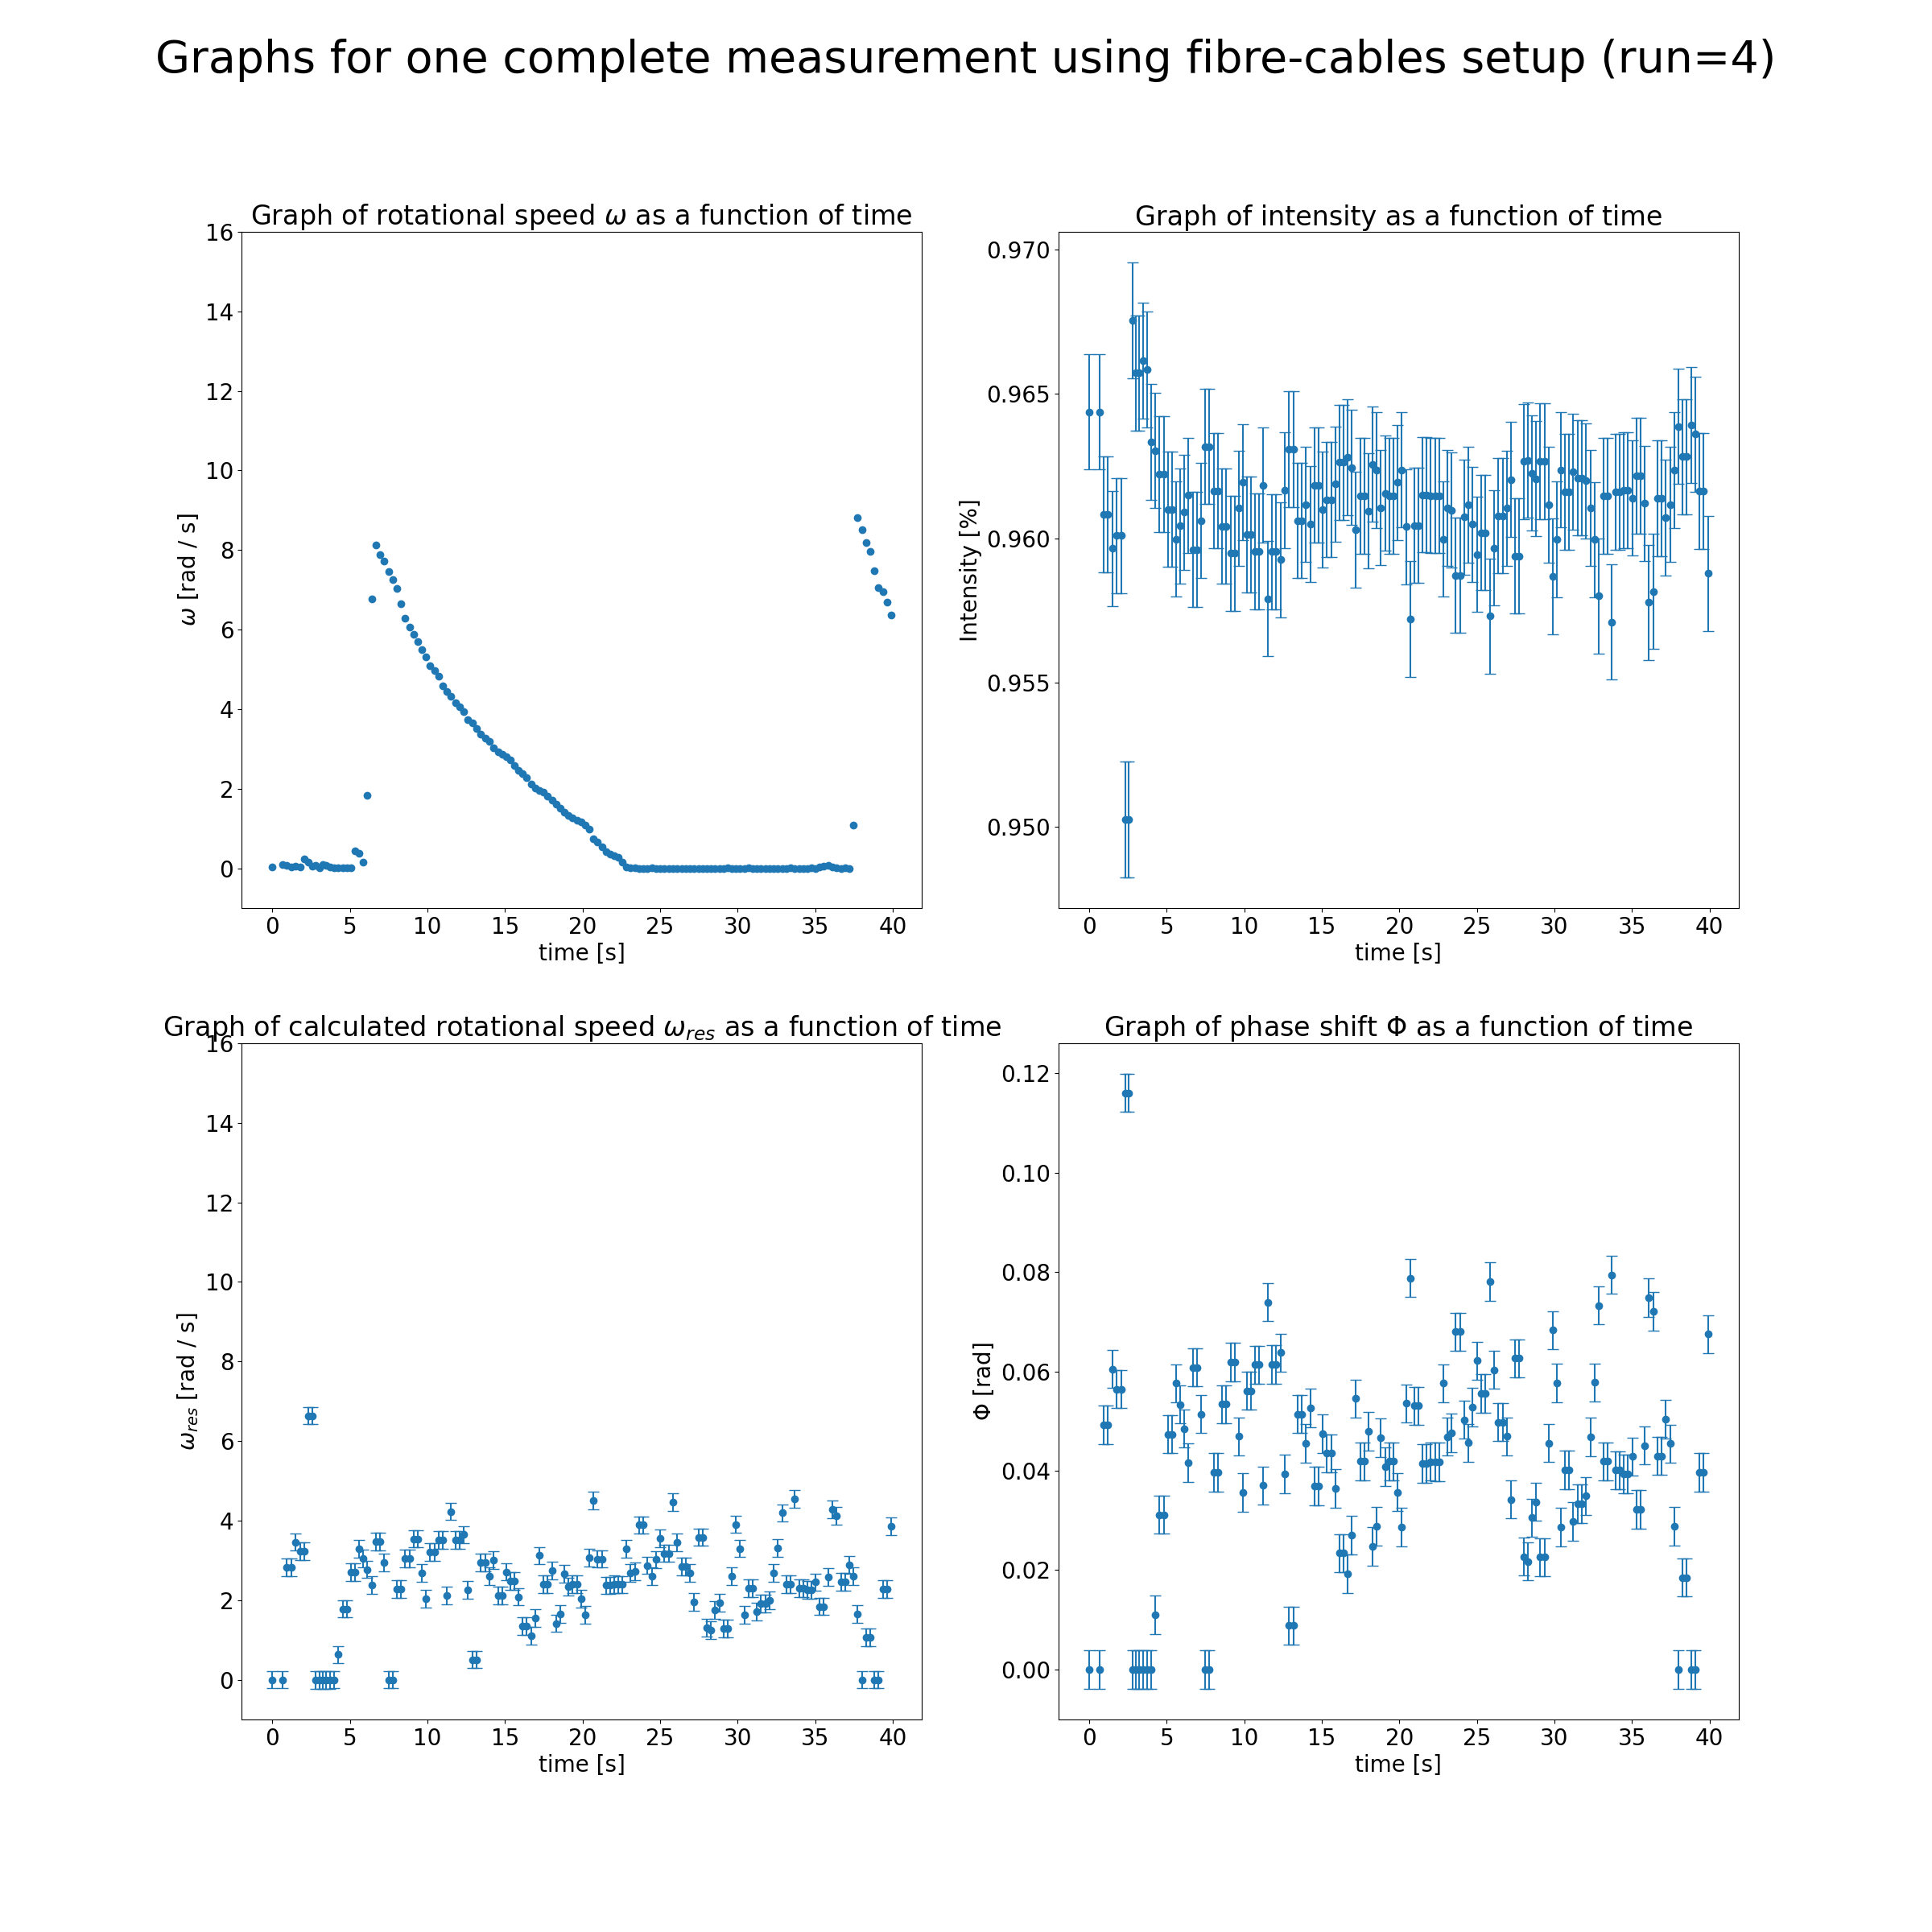 Graphs for one complete measurement using fibre-cables setup (run=4)
Graph of rotational speed ω as a function of time
16
14
12
10
8
6
4
2
0
ω [rad / s]
0 5 10 15 20 25 30 35 40
time [s]
Graph of intensity as a function of time
0.970
0.965
0.960
0.955
0.950
Intensity [%]
0 5 10 15 20 25 30 35 40
time [s]
Graph of calculated rotational speed ω_res as a function of time
16
14
12
10
8
6
4
2
0
ω_res [rad / s]
0 5 10 15 20 25 30 35 40
time [s]
Graph of phase shift Φ as a function of time
0.12
0.10
0.08
0.06
0.04
0.02
0.00
Φ [rad]
0 5 10 15 20 25 30 35 40
time [s]